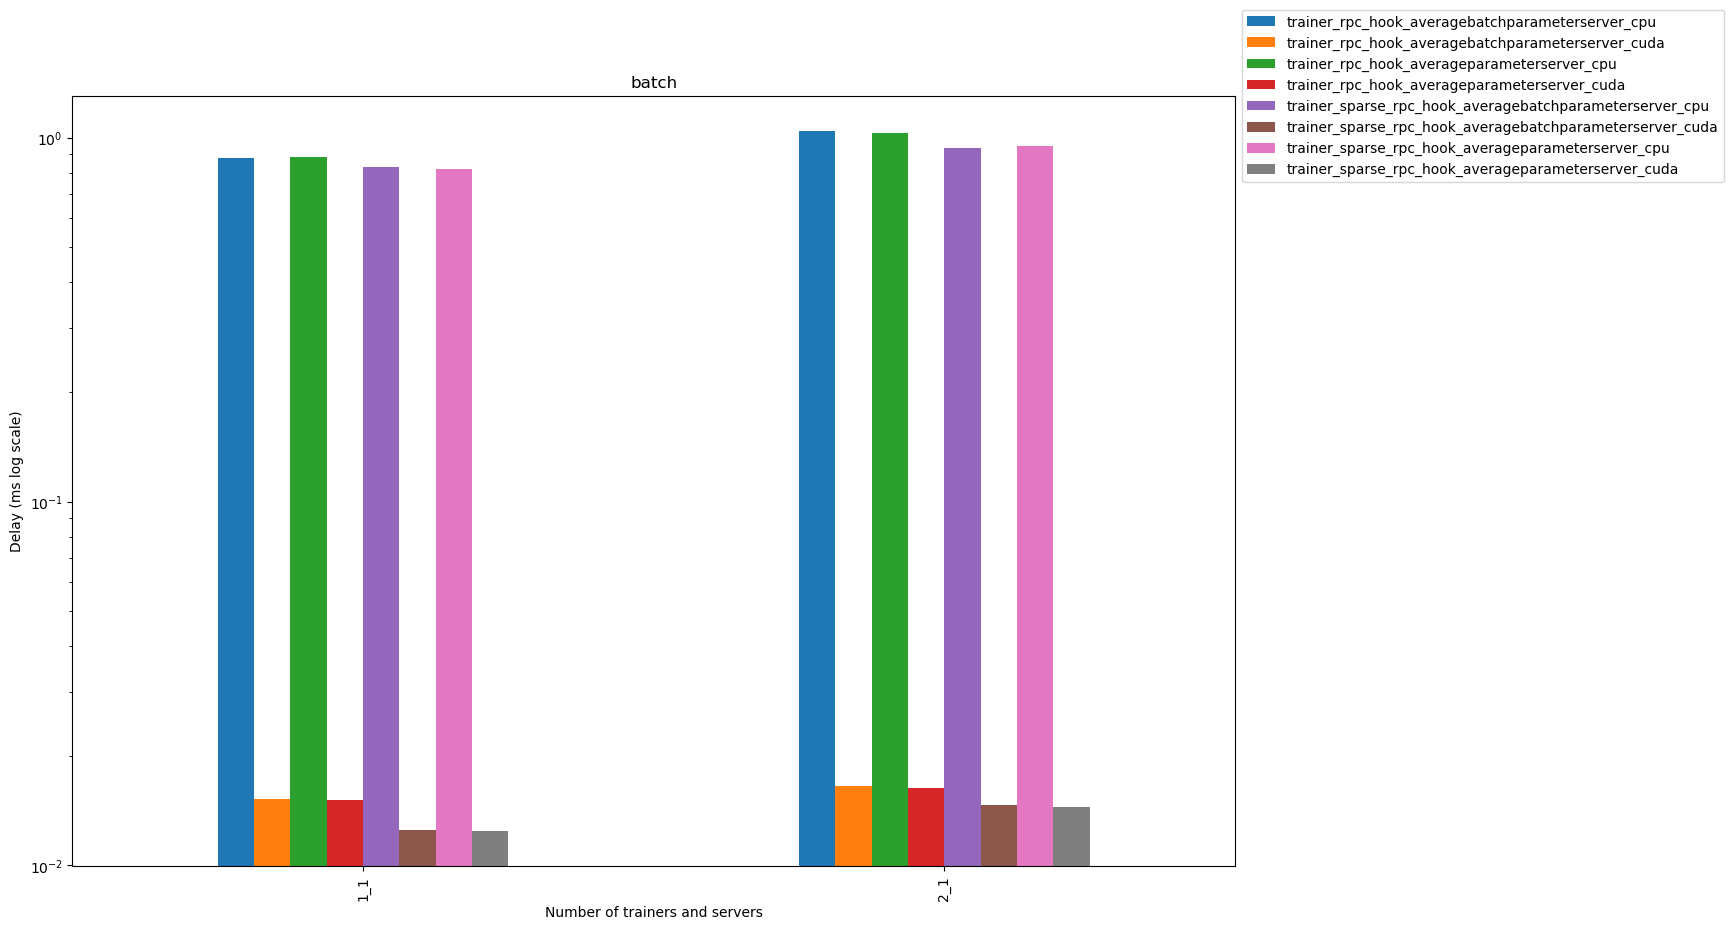 batch
10⁰
10⁻¹
10⁻²
Delay (ms log scale)
1_1
2_1
Number of trainers and servers
trainer_rpc_hook_averagebatchparameterserver_cpu
trainer_rpc_hook_averagebatchparameterserver_cuda
trainer_rpc_hook_averageparameterserver_cpu
trainer_rpc_hook_averageparameterserver_cuda
trainer_sparse_rpc_hook_averagebatchparameterserver_cpu
trainer_sparse_rpc_hook_averagebatchparameterserver_cuda
trainer_sparse_rpc_hook_averageparameterserver_cpu
trainer_sparse_rpc_hook_averageparameterserver_cuda